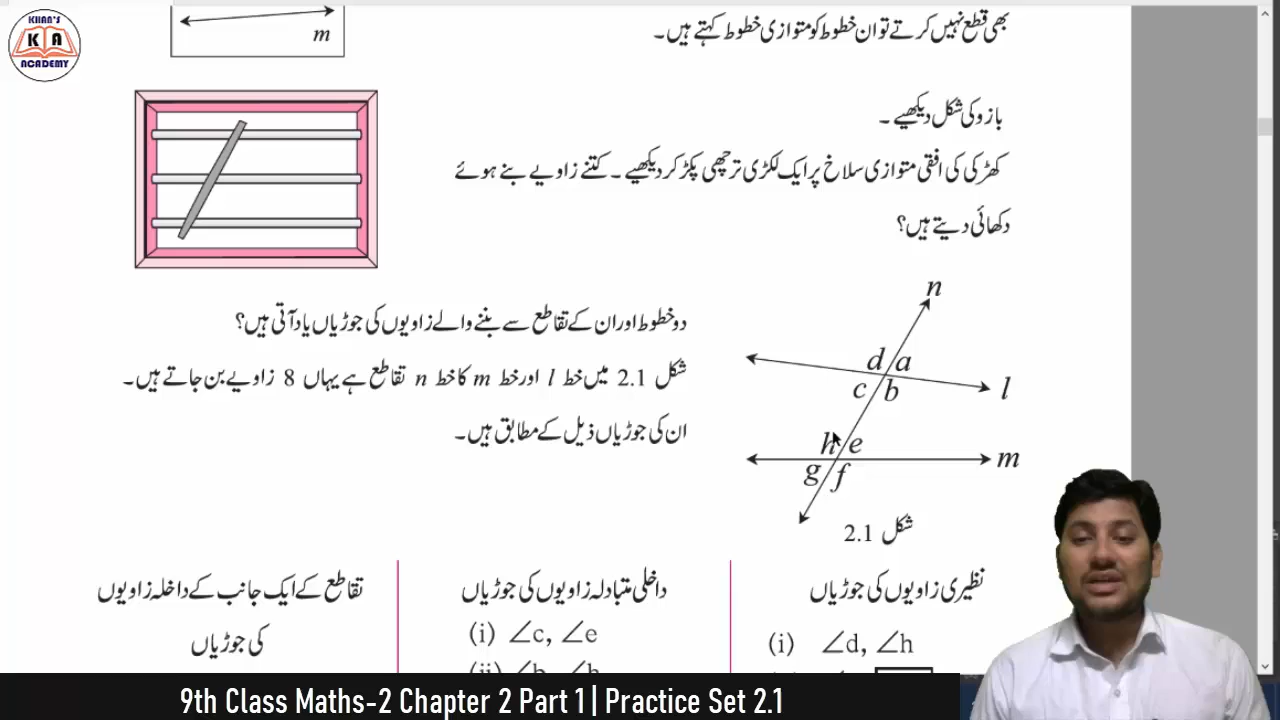 KHAN'S
K A
ACADEMY
m
بھی قطع نہیں کرتے تو ان خطوط کو متوازی خطوط کہتے ہیں۔
بازو کی شکل دیکھیے۔
کھڑکی کی افقی متوازی سلاخ پر ایک لکڑی ترچھی پکڑ کر دیکھیے۔ کتنے زاویے بنے ہوئے
دکھائی دیتے ہیں؟
دو خطوط اور ان کے تقاطع سے بننے والے زاویوں کی جوڑیاں یاد آتی ہیں؟
شکل 2.1 میں خط l اور خط m کا خط n تقاطع ہے یہاں 8 زاویے بن جاتے ہیں۔
ان کی جوڑیاں ذیل کے مطابق ہیں۔
n
d a
c b
l
h e
g f
m
شکل 2.1
نظیری زاویوں کی جوڑیاں
(i) ∠d, ∠h
داخلی متبادلہ زاویوں کی جوڑیاں
(i) ∠c, ∠e
(ii) ∠b, ∠h
تقاطع کے ایک جانب کے داخلہ زاویوں
کی جوڑیاں
9th Class Maths-2 Chapter 2 Part 1| Practice Set 2.1